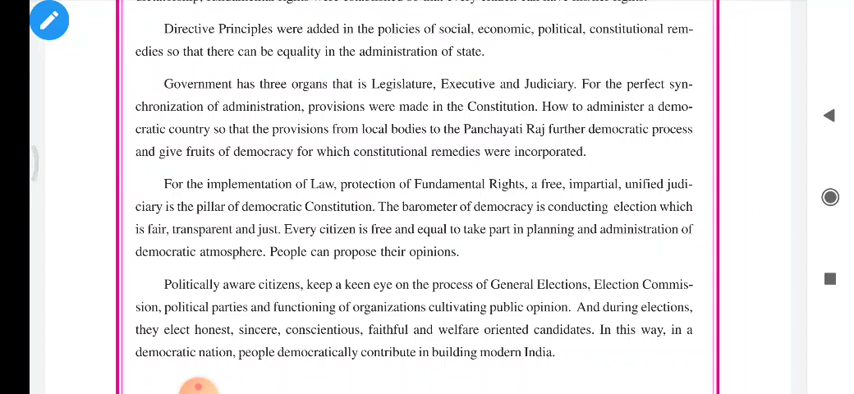 Directive Principles were added in the policies of social, economic, political, constitutional rem-
edies so that there can be equality in the administration of state.
Government has three organs that is Legislature, Executive and Judiciary. For the perfect syn-
chronization of administration, provisions were made in the Constitution. How to administer a demo-
cratic country so that the provisions from local bodies to the Panchayati Raj further democratic process
and give fruits of democracy for which constitutional remedies were incorporated.
For the implementation of Law, protection of Fundamental Rights, a free, impartial, unified judi-
ciary is the pillar of democratic Constitution. The barometer of democracy is conducting election which
is fair, transparent and just. Every citizen is free and equal to take part in planning and administration of
democratic atmosphere. People can propose their opinions.
Politically aware citizens, keep a keen eye on the process of General Elections, Election Commis-
sion, political parties and functioning of organizations cultivating public opinion. And during elections,
they elect honest, sincere, conscientious, faithful and welfare oriented candidates. In this way, in a
democratic nation, people democratically contribute in building modern India.